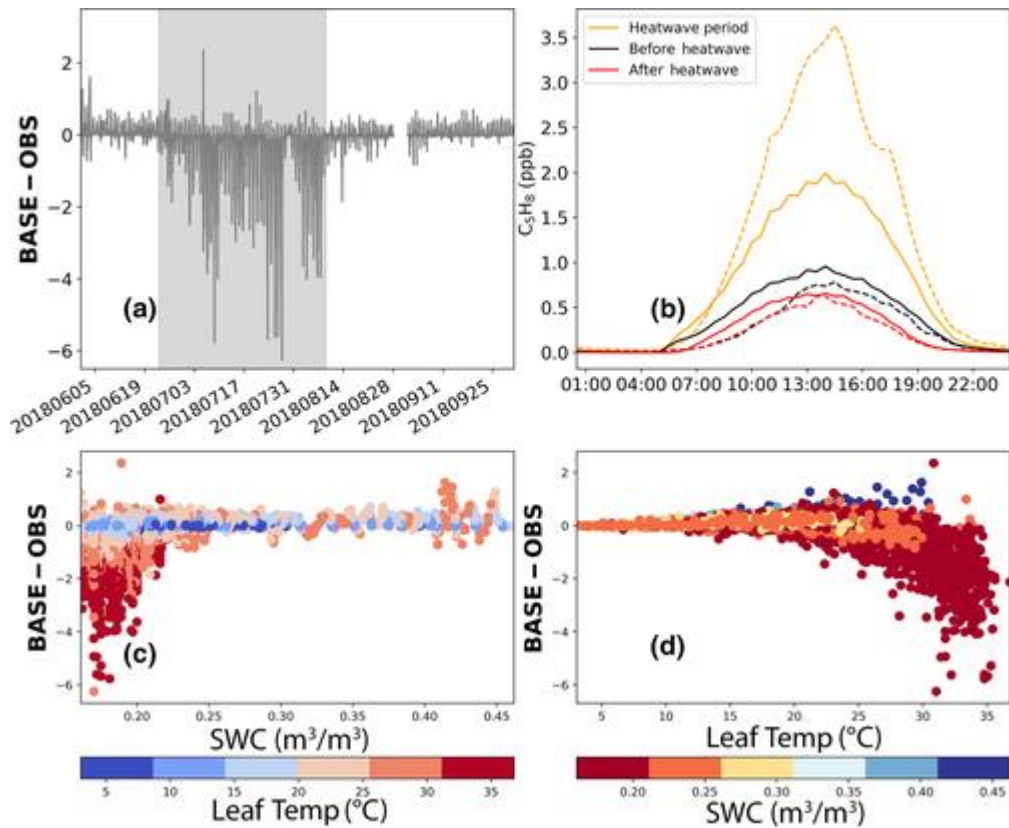 2
0
−2
−4
−6
BASE − OBS
(a)
20180605
20180619
20180703
20180717
20180731
20180814
20180828
20180911
20180925
3.5
3.0
2.5
2.0
1.5
1.0
0.5
0.0
C₅H₈ (ppb)
Heatwave period
Before heatwave
After heatwave
(b)
01:00 04:00 07:00 10:00 13:00 16:00 19:00 22:00
2
0
−2
−4
−6
BASE − OBS
(c)
0.20 0.25 0.30 0.35 0.40 0.45
SWC (m³/m³)
5 10 15 20 25 30 35
Leaf Temp (°C)
2
0
−2
−4
−6
BASE − OBS
(d)
5 10 15 20 25 30 35
Leaf Temp (°C)
0.20 0.25 0.30 0.35 0.40 0.45
SWC (m³/m³)